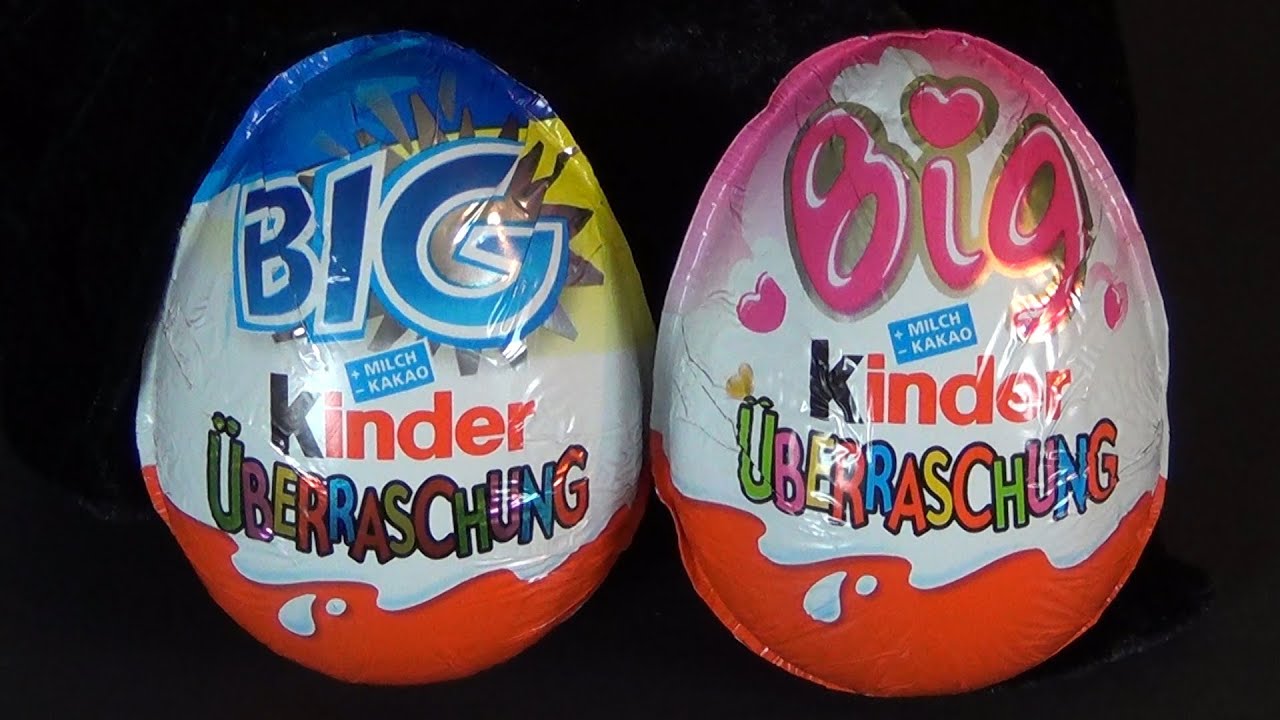 BIG
+ MILCH
– KAKAO
Kinder
ÜBERRASCHUNG
Big
+ MILCH
– KAKAO
Kinder
ÜBERRASCHUNG